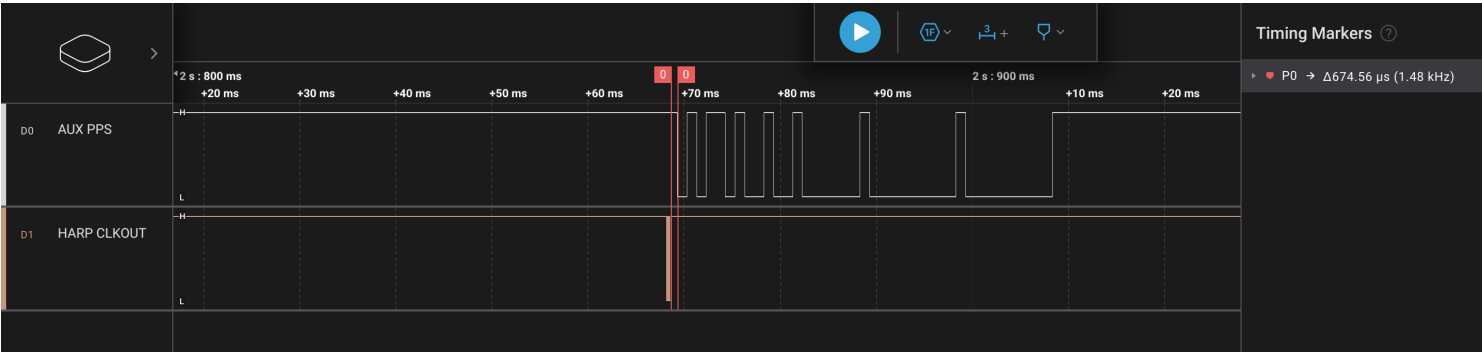 1F
3
+
Timing Markers ?
2 s : 800 ms
0 0
2 s : 900 ms
P0 → Δ674.56 µs (1.48 kHz)
+20 ms +30 ms +40 ms +50 ms +60 ms +70 ms +80 ms +90 ms +10 ms +20 ms
H
D0 AUX PPS
L
H
D1 HARP CLKOUT
L